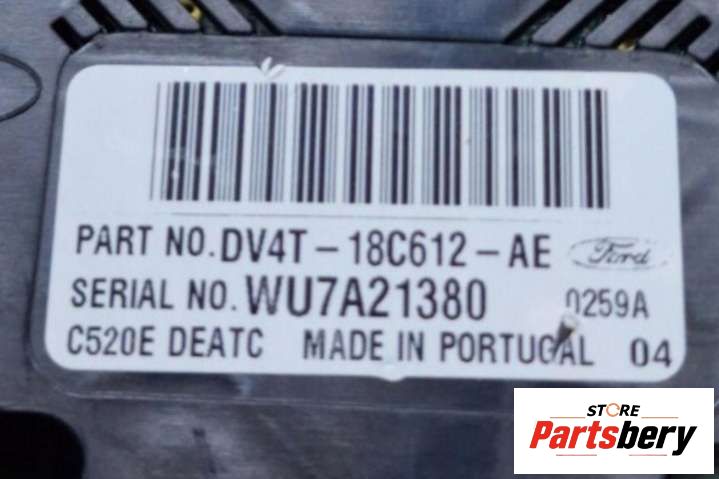 PART NO. DV4T-18C612-AE Ford
SERIAL NO. WU7A21380 0259A
C520E DEATC MADE IN PORTUGAL 04
STORE
Partsbery